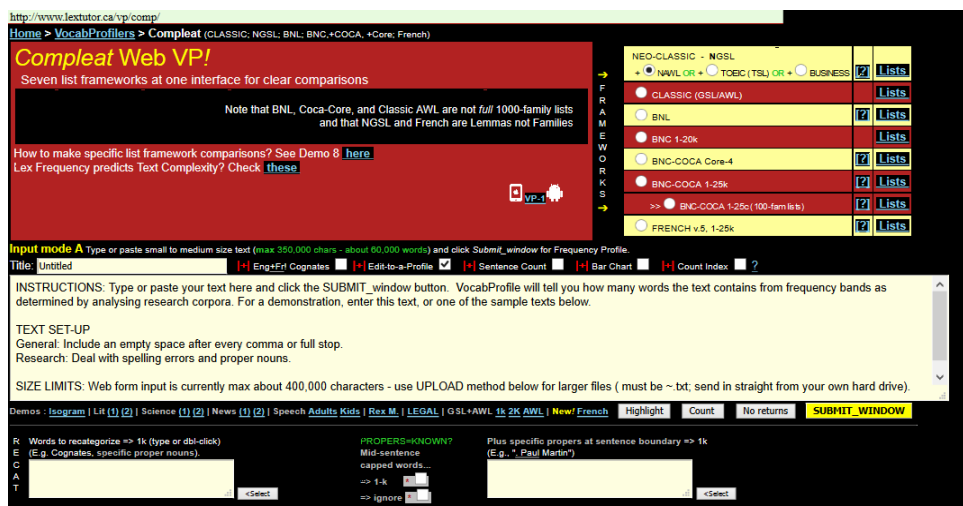 http://www.lextutor.ca/vp/comp/
Home > VocabProfilers > Compleat (CLASSIC; NGSL; BNL; BNC,+COCA, +Core; French)
Compleat Web VP!
Seven list frameworks at one interface for clear comparisons
Note that BNL, Coca-Core, and Classic AWL are not full 1000-family lists
and that NGSL and French are Lemmas not Families
How to make specific list framework comparisons? See Demo 8 here
Lex Frequency predicts Text Complexity? Check these
VP-1
➔ FRAMEWORKS ➔
NEO-CLASSIC - NGSL
+ NAWL OR + TOEIC (TSL) OR + BUSINESS [?] Lists
CLASSIC (GSL/AWL) Lists
BNL [?] Lists
BNC 1-20k Lists
BNC-COCA Core-4 [?] Lists
BNC-COCA 1-25k [?] Lists
>> BNC-COCA 1-25c (100-fam lists) [?] Lists
FRENCH v.5, 1-25k [?] Lists
Input mode A Type or paste small to medium size text (max 350,000 chars - about 60,000 words) and click Submit_window for Frequency Profile.
Title: Untitled [+] Eng+Fr! Cognates [+] Edit-to-a-Profile [+] Sentence Count [+] Bar Chart [+] Count Index ?
INSTRUCTIONS: Type or paste your text here and click the SUBMIT_window button. VocabProfile will tell you how many words the text contains from frequency bands as
determined by analysing research corpora. For a demonstration, enter this text, or one of the sample texts below.
TEXT SET-UP
General: Include an empty space after every comma or full stop.
Research: Deal with spelling errors and proper nouns.
SIZE LIMITS: Web form input is currently max about 400,000 characters - use UPLOAD method below for larger files ( must be ~.txt; send in straight from your own hard drive).
Demos : Isogram | Lit (1) (2) | Science (1) (2) | News (1) (2) | Speech Adults Kids | Rex M. | LEGAL | GSL+AWL 1k 2K AWL | New! French Highlight Count No returns SUBMIT_WINDOW
RECAT
Words to recategorize => 1k (type or dbl-click)
(E.g. Cognates, specific proper nouns).
<Select
PROPERS=KNOWN?
Mid-sentence
capped words...
=> 1-k
=> ignore
Plus specific propers at sentence boundary => 1k
(E.g., ". Paul Martin")
<Select